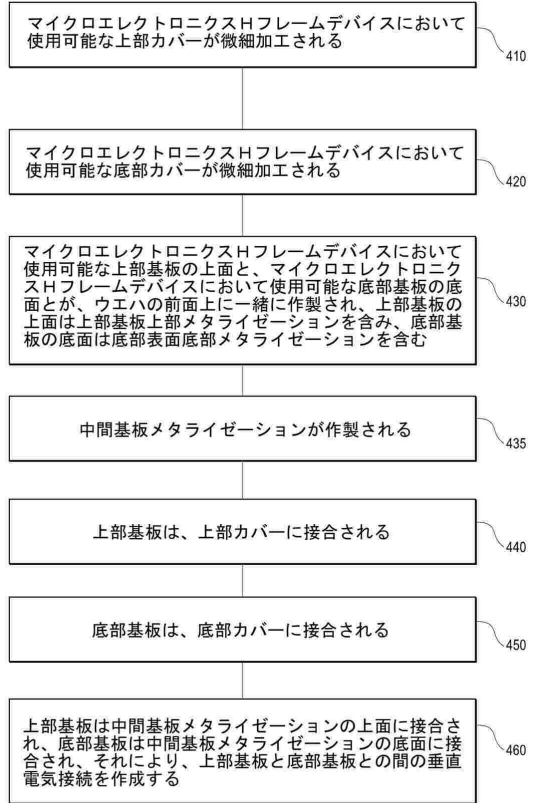 マイクロエレクトロニクスＨフレームデバイスにおいて
使用可能な上部カバーが微細加工される
410
マイクロエレクトロニクスＨフレームデバイスにおいて
使用可能な底部カバーが微細加工される
420
マイクロエレクトロニクスＨフレームデバイスにおいて
使用可能な上部基板の上面と、マイクロエレクトロニク
スＨフレームデバイスにおいて使用可能な底部基板の底
面とが、ウエハの前面上に一緒に作製され、上部基板の
上面は上部基板上部メタライゼーションを含み、底部基
板の底面は底部表面底部メタライゼーションを含む
430
中間基板メタライゼーションが作製される
435
上部基板は、上部カバーに接合される
440
底部基板は、底部カバーに接合される
450
上部基板は中間基板メタライゼーションの上面に接合さ
れ、底部基板は中間基板メタライゼーションの底面に接
合され、それにより、上部基板と底部基板との間の垂直
電気接続を作成する
460